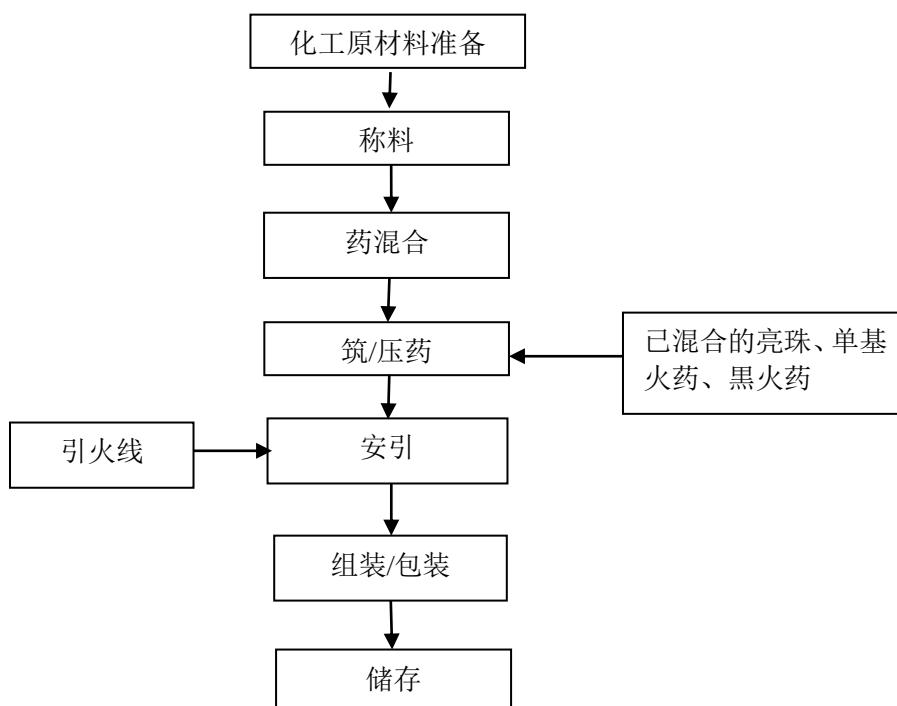 化工原材料准备
称料
药混合
筑/压药
已混合的亮珠、单基
火药、黑火药
引火线
安引
组装/包装
储存